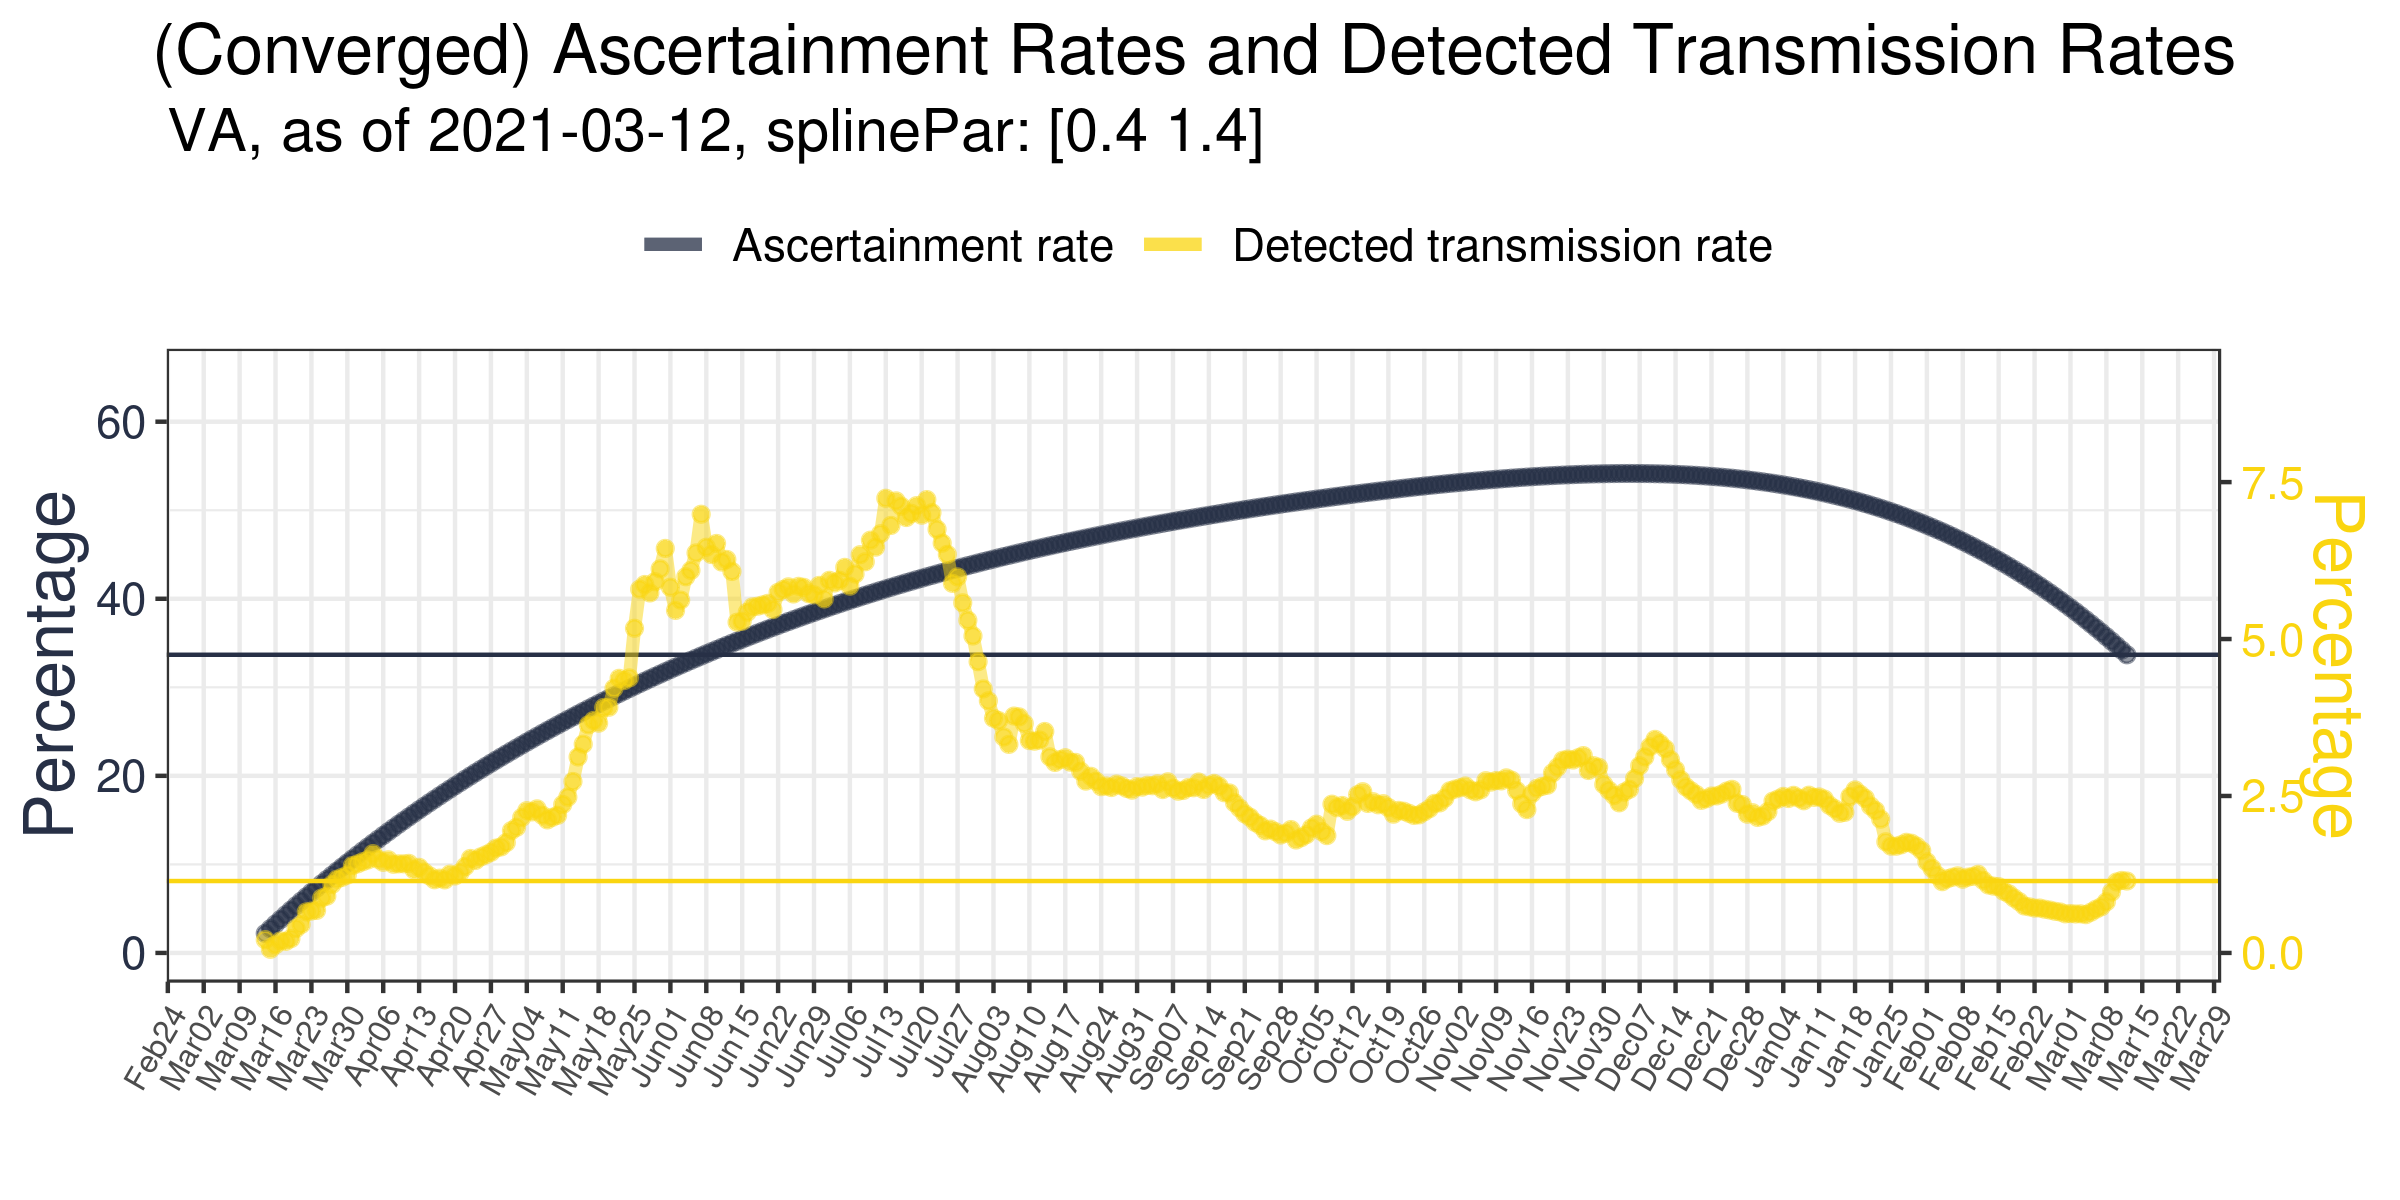 (Converged) Ascertainment Rates and Detected Transmission Rates
VA, as of 2021-03-12, splinePar: [0.4 1.4]
Ascertainment rate
Detected transmission rate
Percentage
60
40
20
0
7.5
5.0
2.5
0.0
Percentage
Feb24
Mar02
Mar09
Mar16
Mar23
Mar30
Apr06
Apr13
Apr20
Apr27
May04
May11
May18
May25
Jun01
Jun08
Jun15
Jun22
Jun29
Jul06
Jul13
Jul20
Jul27
Aug03
Aug10
Aug17
Aug24
Aug31
Sep07
Sep14
Sep21
Sep28
Oct05
Oct12
Oct19
Oct26
Nov02
Nov09
Nov16
Nov23
Nov30
Dec07
Dec14
Dec21
Dec28
Jan04
Jan11
Jan18
Jan25
Feb01
Feb08
Feb15
Feb22
Mar01
Mar08
Mar15
Mar22
Mar29